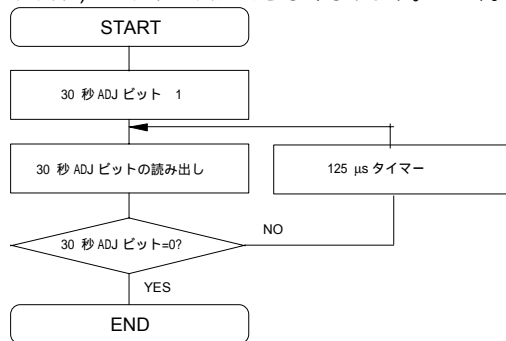 START
30 秒 ADJ ビット 1
30 秒 ADJ ビットの読み出し
125 μs タイマー
30 秒 ADJ ビット=0?
NO
YES
END